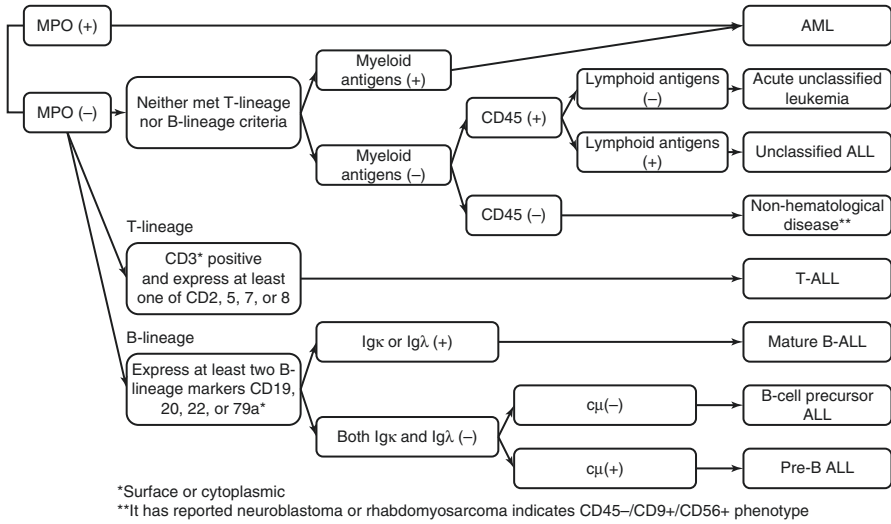 MPO (+)
AML
MPO (–)
Neither met T-lineage
nor B-lineage criteria
Myeloid
antigens (+)
Myeloid
antigens (–)
CD45 (+)
CD45 (–)
Lymphoid antigens
(–)
Lymphoid antigens
(+)
Acute unclassified
leukemia
Unclassified ALL
Non-hematological
disease**
T-lineage
CD3* positive
and express at least
one of CD2, 5, 7, or 8
T-ALL
B-lineage
Express at least two B-
lineage markers CD19,
20, 22, or 79a*
Igκ or Igλ (+)
Mature B-ALL
Both Igκ and Igλ (–)
cμ(–)
B-cell precursor
ALL
cμ(+)
Pre-B ALL
*Surface or cytoplasmic
**It has reported neuroblastoma or rhabdomyosarcoma indicates CD45–/CD9+/CD56+ phenotype